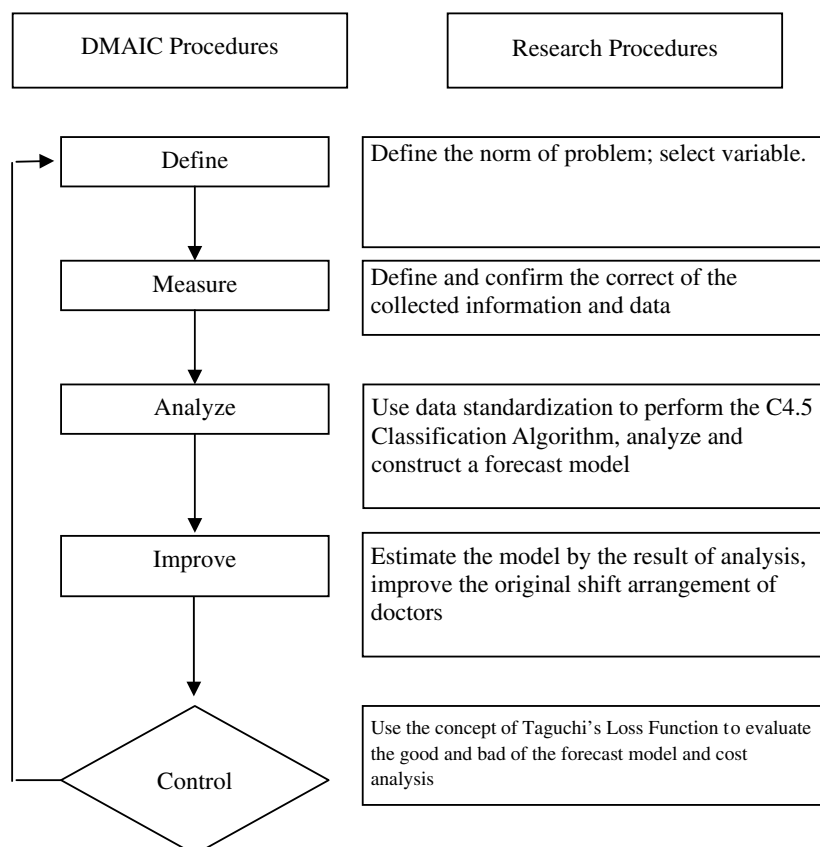 DMAIC Procedures
Research Procedures
Define
Define the norm of problem; select variable.
Measure
Define and confirm the correct of the
collected information and data
Analyze
Use data standardization to perform the C4.5
Classification Algorithm, analyze and
construct a forecast model
Improve
Estimate the model by the result of analysis,
improve the original shift arrangement of
doctors
Control
Use the concept of Taguchi’s Loss Function to evaluate
the good and bad of the forecast model and cost
analysis